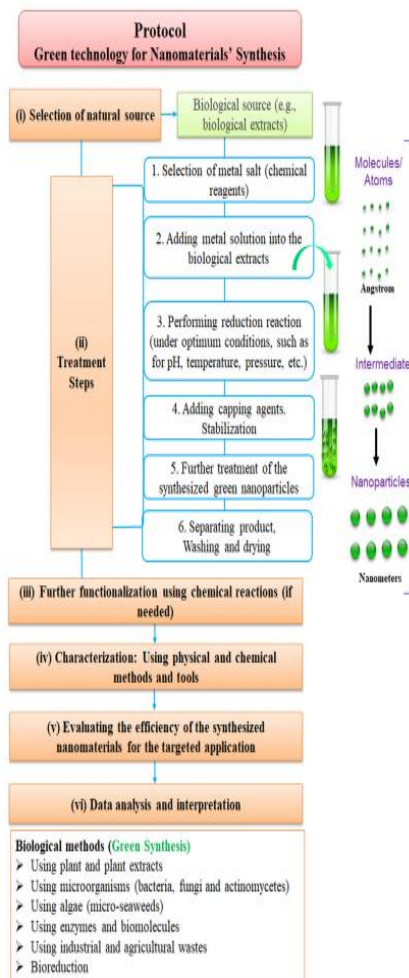 Protocol
Green technology for Nanomaterials' Synthesis
(i) Selection of natural source
Biological source (e.g.,
biological extracts)
(ii)
Treatment
Steps
1. Selection of metal salt (chemical
reagents)
2. Adding metal solution into the
biological extracts
3. Performing reduction reaction
(under optimum conditions, such as
for pH, temperature, pressure, etc.)
4. Adding capping agents.
Stabilization
5. Further treatment of the
synthesized green nanoparticles
6. Separating product,
Washing and drying
Molecules/
Atoms
Angstrom
Intermediate
Nanoparticles
Nanometers
(iii) Further functionalization using chemical reactions (if
needed)
(iv) Characterization: Using physical and chemical
methods and tools
(v) Evaluating the efficiency of the synthesized
nanomaterials for the targeted application
(vi) Data analysis and interpretation
Biological methods (Green Synthesis)
➢ Using plant and plant extracts
➢ Using microorganisms (bacteria, fungi and actinomycetes)
➢ Using algae (micro-seaweeds)
➢ Using enzymes and biomolecules
➢ Using industrial and agricultural wastes
➢ Bioreduction